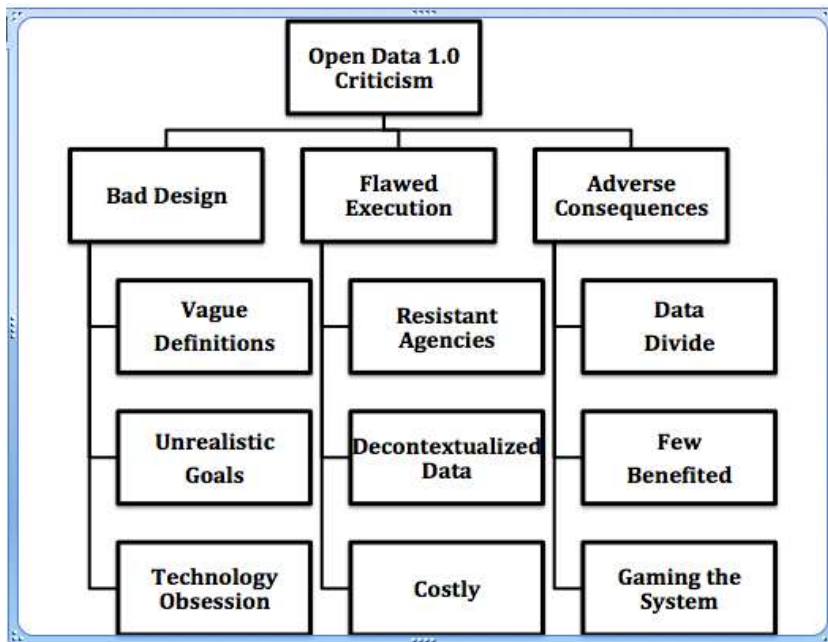 Open Data 1.0
Criticism
Bad Design
Flawed
Execution
Adverse
Consequences
Vague
Definitions
Resistant
Agencies
Data
Divide
Unrealistic
Goals
Decontextualized
Data
Few
Benefited
Technology
Obsession
Costly
Gaming the
System